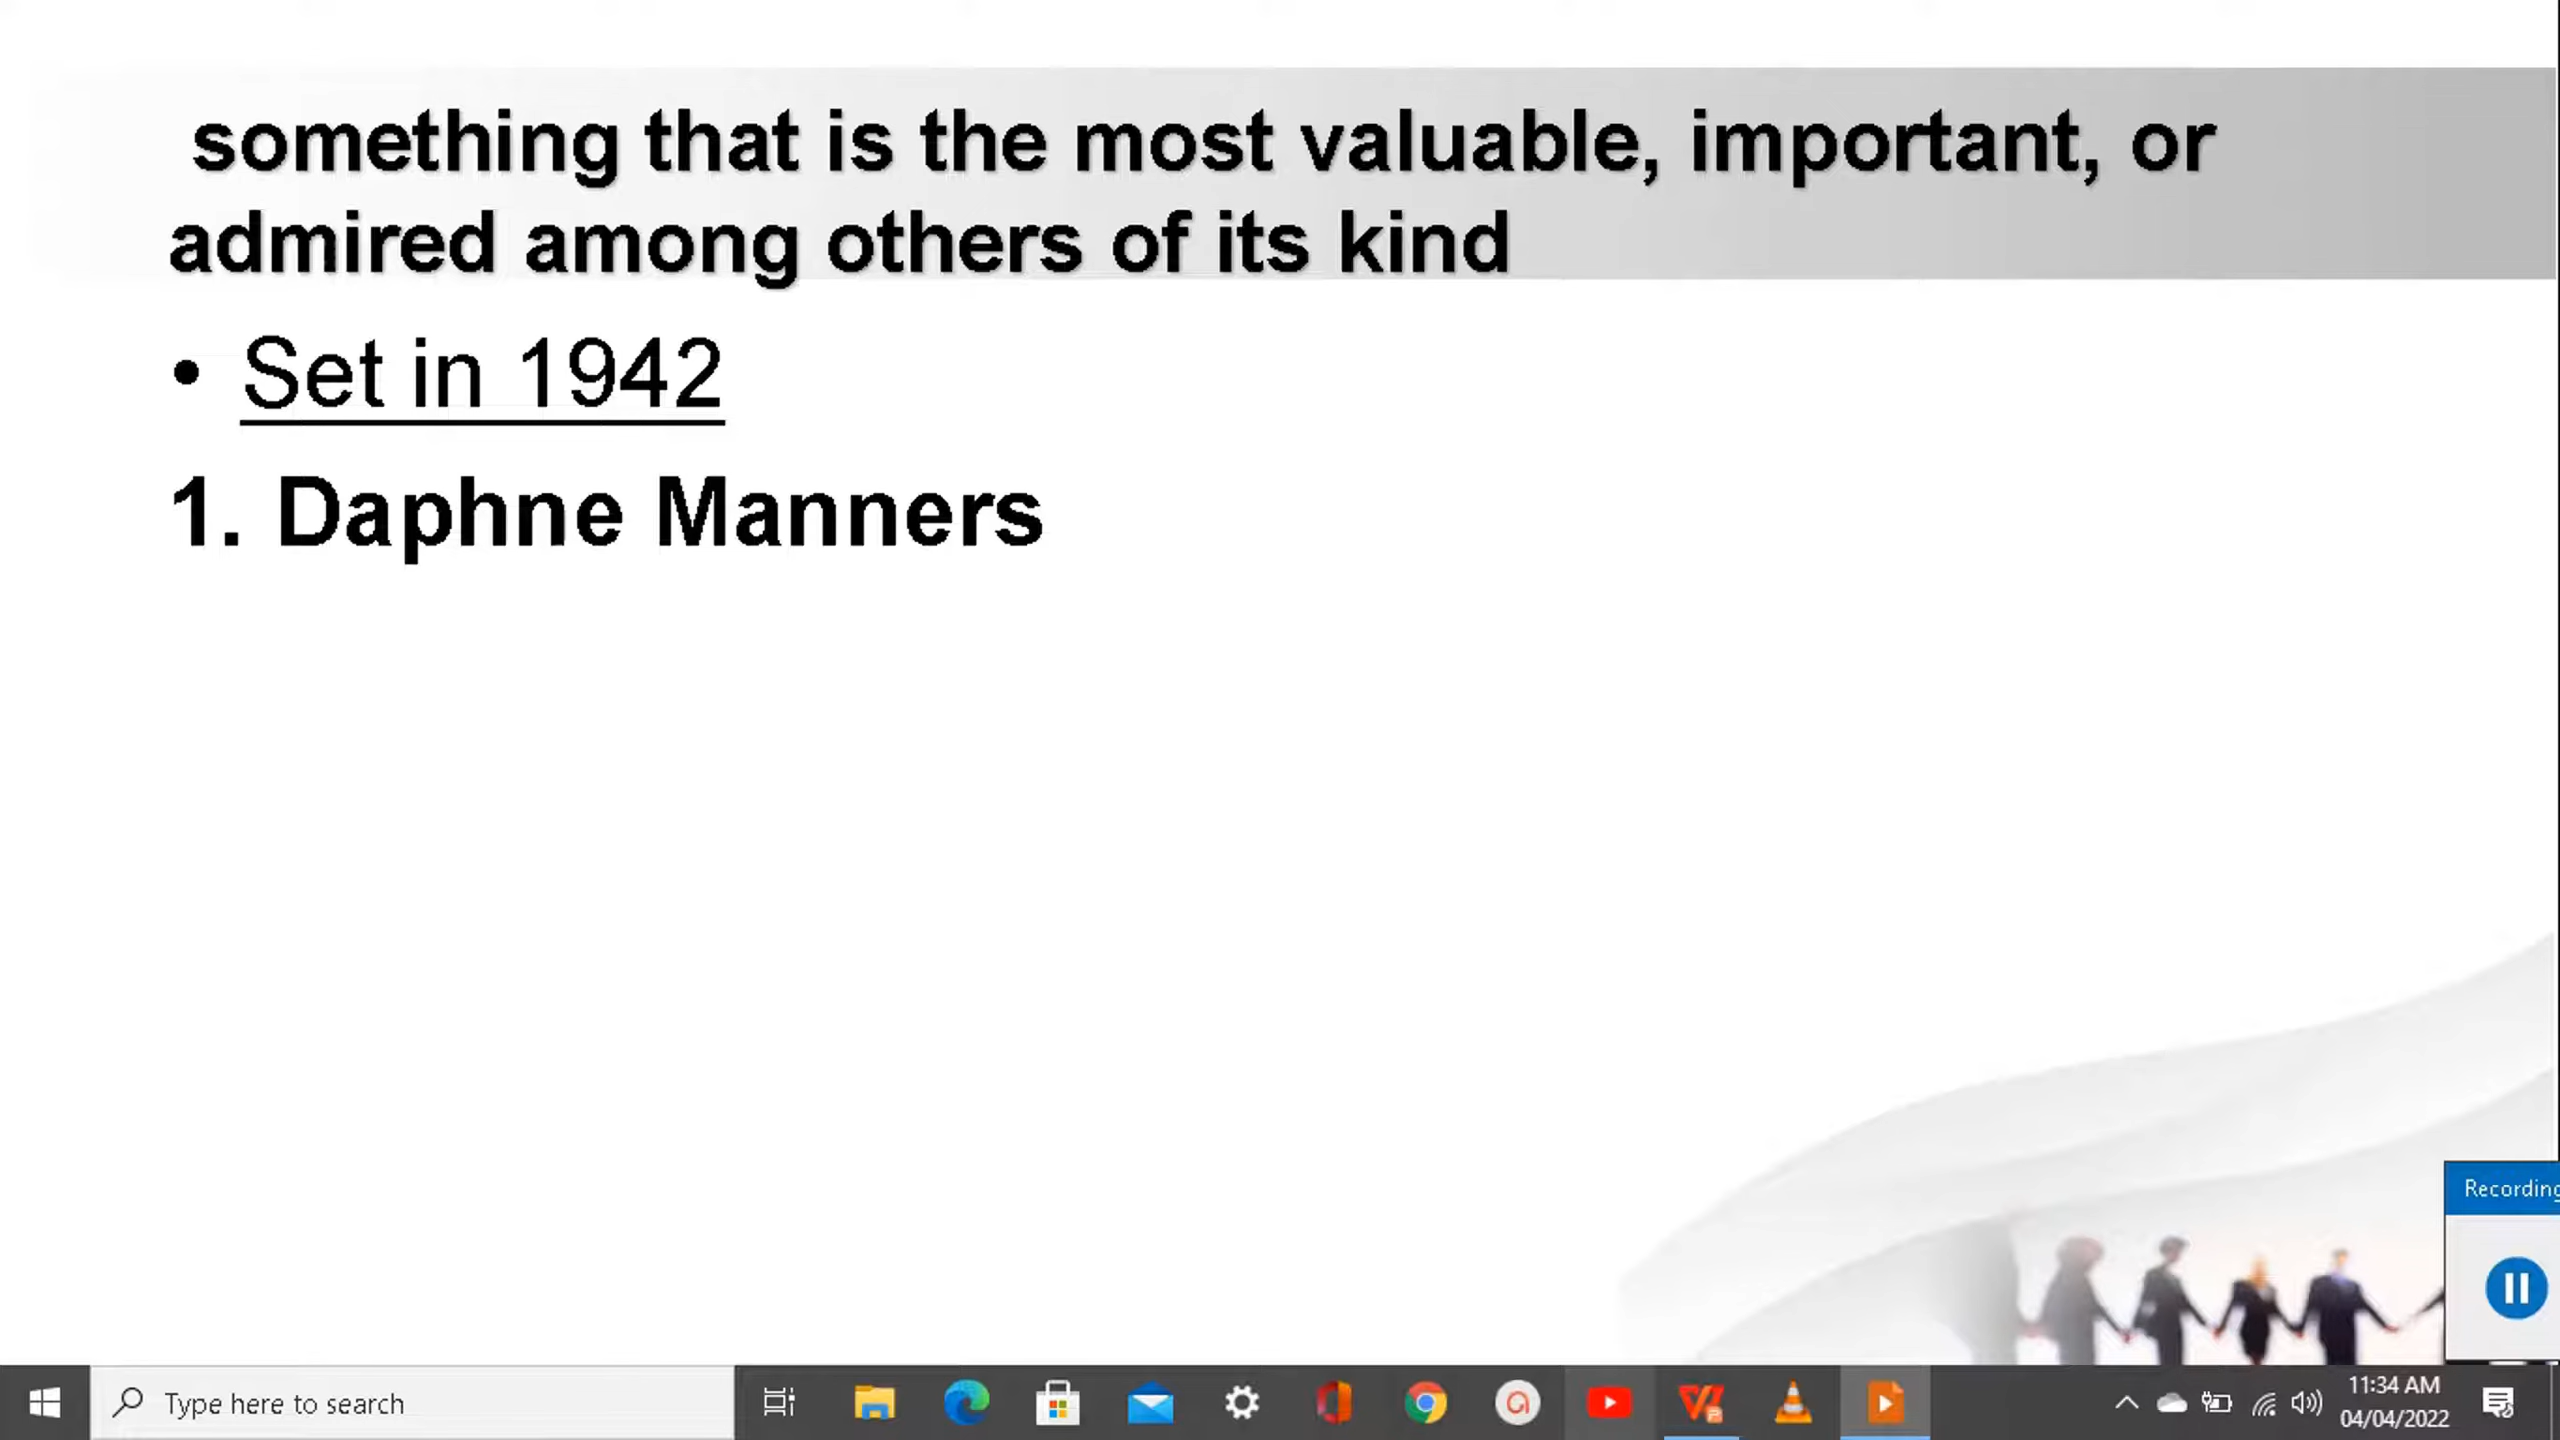 something that is the most valuable, important, or
admired among others of its kind
• Set in 1942
1. Daphne Manners
Recording
Type here to search
11:34 AM
04/04/2022